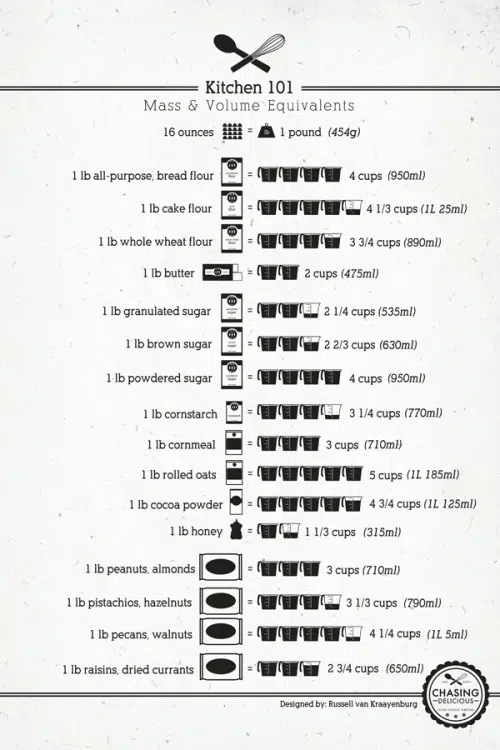 Kitchen 101
Mass & Volume Equivalents
16 ounces = 1 pound (454g)
1 lb all-purpose, bread flour = 4 cups (950ml)
1 lb cake flour = 4 1/3 cups (1L 25ml)
1 lb whole wheat flour = 3 3/4 cups (890ml)
1 lb butter = 2 cups (475ml)
1 lb granulated sugar = 2 1/4 cups (535ml)
1 lb brown sugar = 2 2/3 cups (630ml)
1 lb powdered sugar = 4 cups (950ml)
1 lb cornstarch = 3 1/4 cups (770ml)
1 lb cornmeal = 3 cups (710ml)
1 lb rolled oats = 5 cups (1L 185ml)
1 lb cocoa powder = 4 3/4 cups (1L 125ml)
1 lb honey = 1 1/3 cups (315ml)
1 lb peanuts, almonds = 3 cups (710ml)
1 lb pistachios, hazelnuts = 3 1/3 cups (790ml)
1 lb pecans, walnuts = 4 1/4 cups (1L 5ml)
1 lb raisins, dried currants = 2 3/4 cups (650ml)
Designed by: Russell van Kraayenburg
CHASING
DELICIOUS